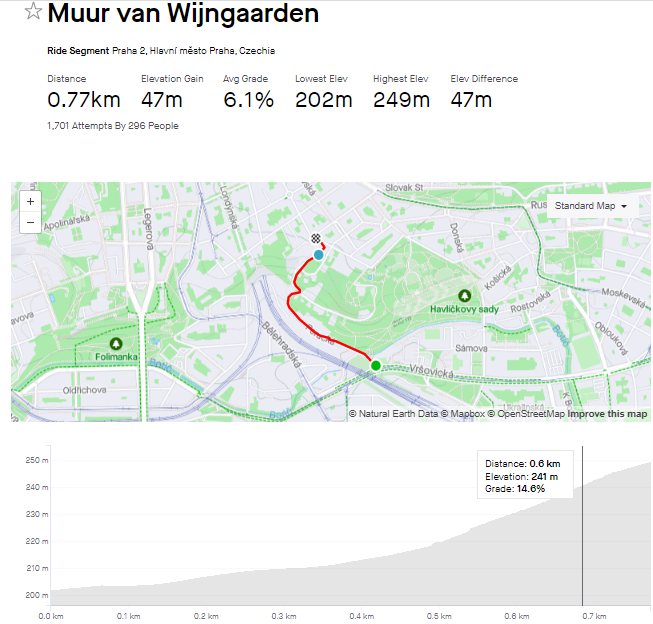 Muur van Wijngaarden
Ride Segment Praha 2, Hlavní město Praha, Czechia
Distance Elevation Gain Avg Grade Lowest Elev Highest Elev Elev Difference
0.77km 47m 6.1% 202m 249m 47m
1,701 Attempts By 296 People
+
−
Slovak St
Rus
Standard Map
Apolinářská
Legerova
Londýnská
Donská
Košická
Rostovská
Moskevská
Havlíčkovy sady
Oblouková
Folimanka
Bělehradská
Sámova
Vršovická
Botič
Oldřichova
Botič
Botič
K B
© Natural Earth Data © Mapbox © OpenStreetMap Improve this map
250 m
240 m
230 m
220 m
210 m
200 m
Distance: 0.6 km
Elevation: 241 m
Grade: 14.6%
0.0 km 0.1 km 0.2 km 0.3 km 0.4 km 0.5 km 0.6 km 0.7 km